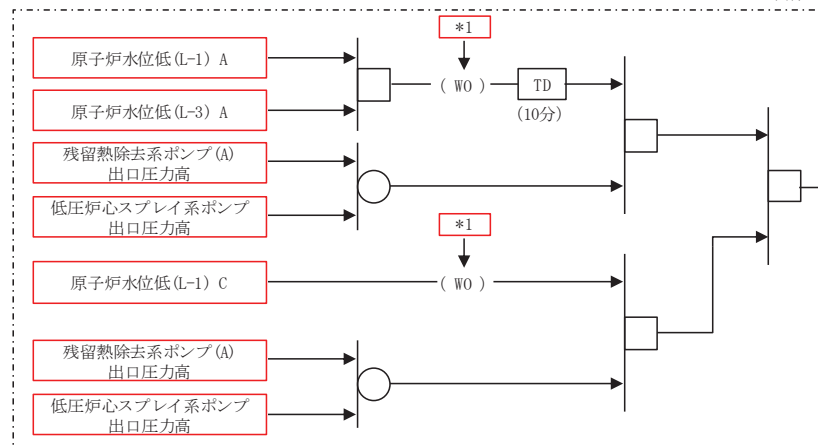 *1
原子炉水位低(L-1) A
( WO )
TD
(10分)
原子炉水位低(L-3) A
残留熱除去系ポンプ(A)
出口圧力高
低圧炉心スプレイ系ポンプ
出口圧力高
*1
原子炉水位低(L-1) C
( WO )
残留熱除去系ポンプ(A)
出口圧力高
低圧炉心スプレイ系ポンプ
出口圧力高